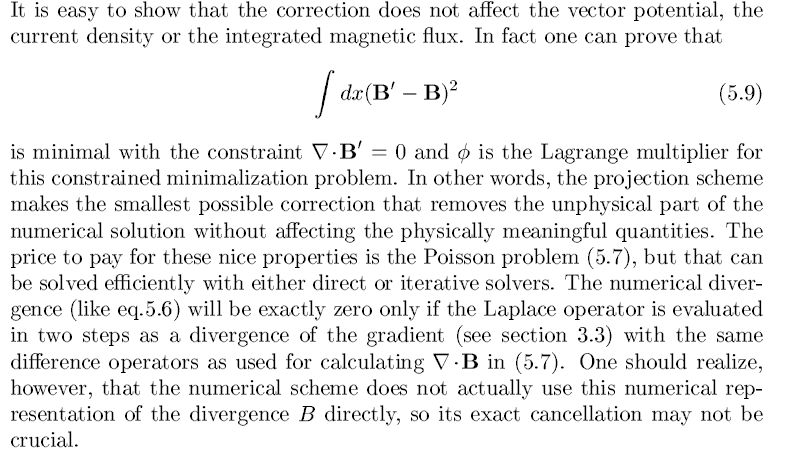 It is easy to show that the correction does not affect the vector potential, the
current density or the integrated magnetic flux. In fact one can prove that
∫ dx(B′ − B)² (5.9)
is minimal with the constraint ∇·B′ = 0 and ϕ is the Lagrange multiplier for
this constrained minimalization problem. In other words, the projection scheme
makes the smallest possible correction that removes the unphysical part of the
numerical solution without affecting the physically meaningful quantities. The
price to pay for these nice properties is the Poisson problem (5.7), but that can
be solved efficiently with either direct or iterative solvers. The numerical diver-
gence (like eq.5.6) will be exactly zero only if the Laplace operator is evaluated
in two steps as a divergence of the gradient (see section 3.3) with the same
difference operators as used for calculating ∇·B in (5.7). One should realize,
however, that the numerical scheme does not actually use this numerical rep-
resentation of the divergence B directly, so its exact cancellation may not be
crucial.